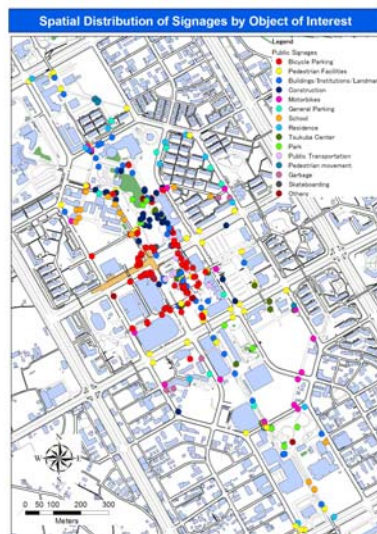 Spatial Distribution of Signages by Object of Interest
Legend
Public Signages
Bicycle Parking
Pedestrian Facilities
Buildings/Institutions/Landmar
Construction
Motorbikes
General Parking
School
Residence
Tsukuba Center
Park
Public Transportation
Pedestrian movement
Garbage
Skateboarding
Others
N
W E
S
0 50 100 200 300
Meters